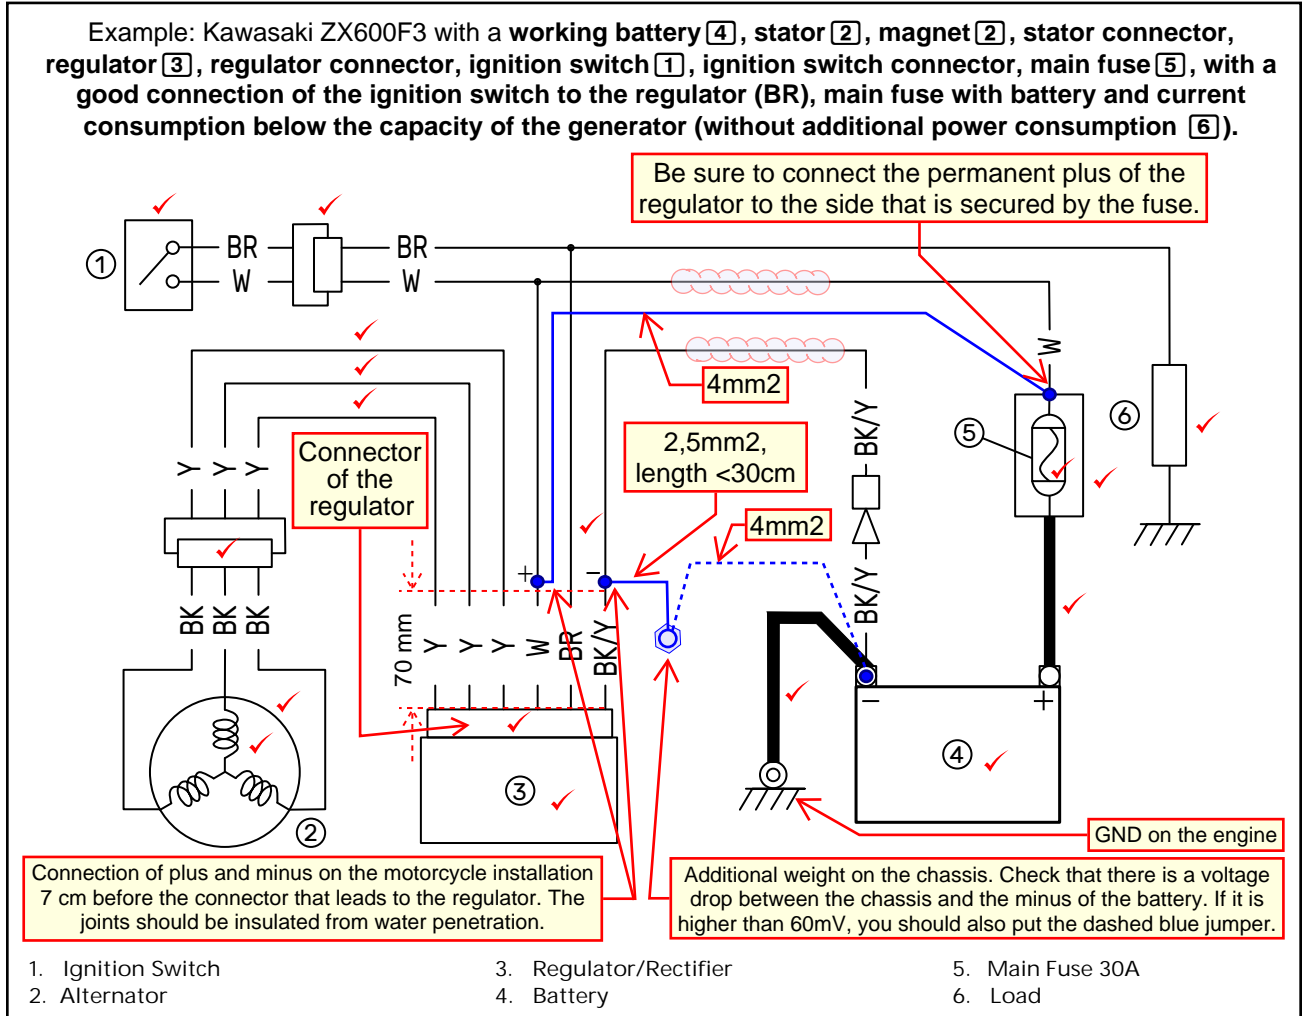 Example: Kawasaki ZX600F3 with a working battery 4, stator 2, magnet 2, stator connector,
regulator 3, regulator connector, ignition switch 1, ignition switch connector, main fuse 5, with a
good connection of the ignition switch to the regulator (BR), main fuse with battery and current
consumption below the capacity of the generator (without additional power consumption 6).
Be sure to connect the permanent plus of the
regulator to the side that is secured by the fuse.
1
BR
W
BR
W
W
4mm2
BK/Y
5
6
2,5mm2,
length <30cm
Connector
of the
regulator
Y
Y
Y
4mm2
+
−
BK
BK
BK
BK/Y
70 mm
Y
Y
Y
W
BR
BK/Y
−
+
4
3
2
GND on the engine
Connection of plus and minus on the motorcycle installation
7 cm before the connector that leads to the regulator. The
joints should be insulated from water penetration.
Additional weight on the chassis. Check that there is a voltage
drop between the chassis and the minus of the battery. If it is
higher than 60mV, you should also put the dashed blue jumper.
1. Ignition Switch
2. Alternator
3. Regulator/Rectifier
4. Battery
5. Main Fuse 30A
6. Load